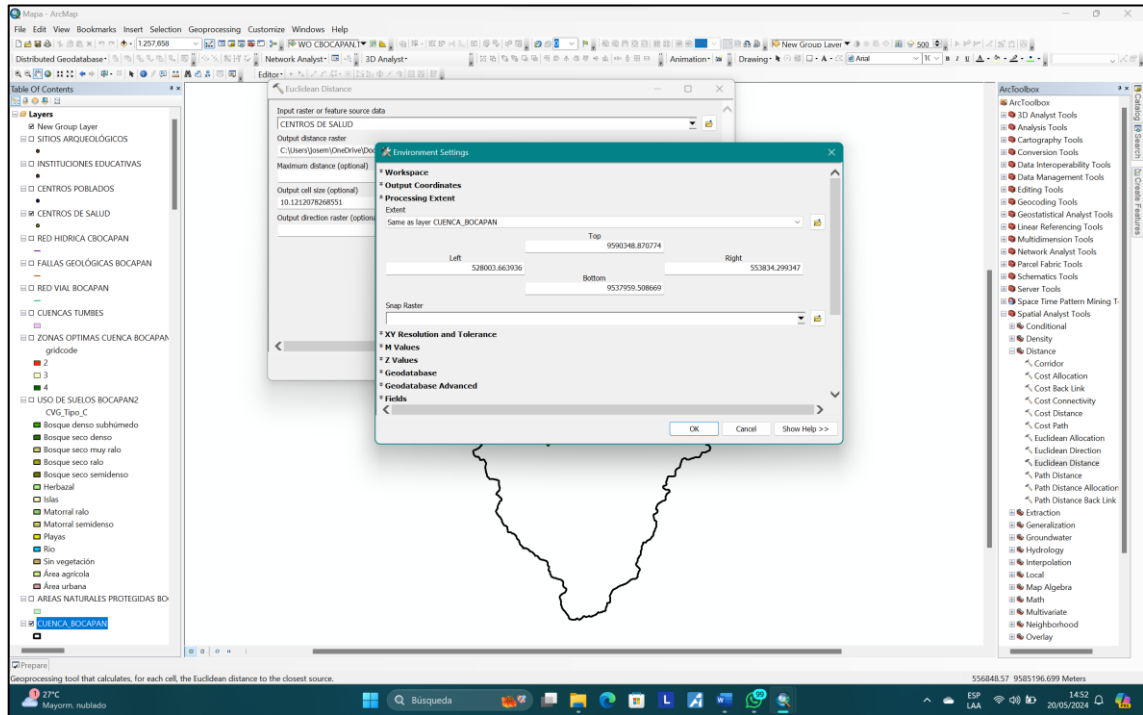 Mapa - ArcMap
File Edit View Bookmarks Insert Selection Geoprocessing Customize Windows Help
1:257,658
WO CBOCAPAN.
New Group Layer
500
Distributed Geodatabase
Network Analyst
3D Analyst
Animation
Drawing
A
Arial
10
B I U A
Editor
Table Of Contents
Layers
New Group Layer
SITIOS ARQUEOLÓGICOS
INSTITUCIONES EDUCATIVAS
CENTROS POBLADOS
CENTROS DE SALUD
RED HIDRICA CBOCAPAN
FALLAS GEOLÓGICAS BOCAPAN
RED VIAL BOCAPAN
CUENCAS TUMBES
ZONAS OPTIMAS CUENCA BOCAPAN
gridcode
2
3
4
USO DE SUELOS BOCAPAN2
CVG_Tipo_C
Bosque denso subhúmedo
Bosque seco denso
Bosque seco muy ralo
Bosque seco ralo
Bosque seco semidenso
Herbazal
Islas
Matorral ralo
Matorral semidenso
Playas
Rio
Sin vegetación
Área agrícola
Área urbana
AREAS NATURALES PROTEGIDAS BO
CUENCA_BOCAPAN
Euclidean Distance
Input raster or feature source data
CENTROS DE SALUD
Output distance raster
C:\Users\Josem\OneDrive\Doc
Maximum distance (optional)
Output cell size (optional)
10.1212078268551
Output direction raster (optiona
Environment Settings
Workspace
Output Coordinates
Processing Extent
Extent
Same as layer CUENCA_BOCAPAN
Top
9590348.870774
Left Right
528003.663936 553834.299347
Bottom
9537959.508669
Snap Raster
XY Resolution and Tolerance
M Values
Z Values
Geodatabase
Geodatabase Advanced
Fields
OK Cancel Show Help >>
ArcToolbox
ArcToolbox
3D Analyst Tools
Analysis Tools
Cartography Tools
Conversion Tools
Data Interoperability Tools
Data Management Tools
Editing Tools
Geocoding Tools
Geostatistical Analyst Tools
Linear Referencing Tools
Multidimension Tools
Network Analyst Tools
Parcel Fabric Tools
Schematics Tools
Server Tools
Space Time Pattern Mining T
Spatial Analyst Tools
Conditional
Density
Distance
Corridor
Cost Allocation
Cost Back Link
Cost Connectivity
Cost Distance
Cost Path
Euclidean Allocation
Euclidean Direction
Euclidean Distance
Path Distance
Path Distance Allocation
Path Distance Back Link
Extraction
Generalization
Groundwater
Hydrology
Interpolation
Local
Map Algebra
Math
Multivariate
Neighborhood
Overlay
Catalog
Search
Create Features
Prepare
Geoprocessing tool that calculates, for each cell, the Euclidean distance to the closest source.
556848.57 9585196.699 Meters
1
27°C
Mayorm. nublado
Búsqueda
L
ESP
LAA
14:52
20/05/2024